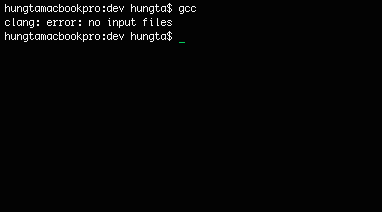 hungtamacbookpro:dev hungta$ gcc
clang: error: no input files
hungtamacbookpro:dev hungta$ _